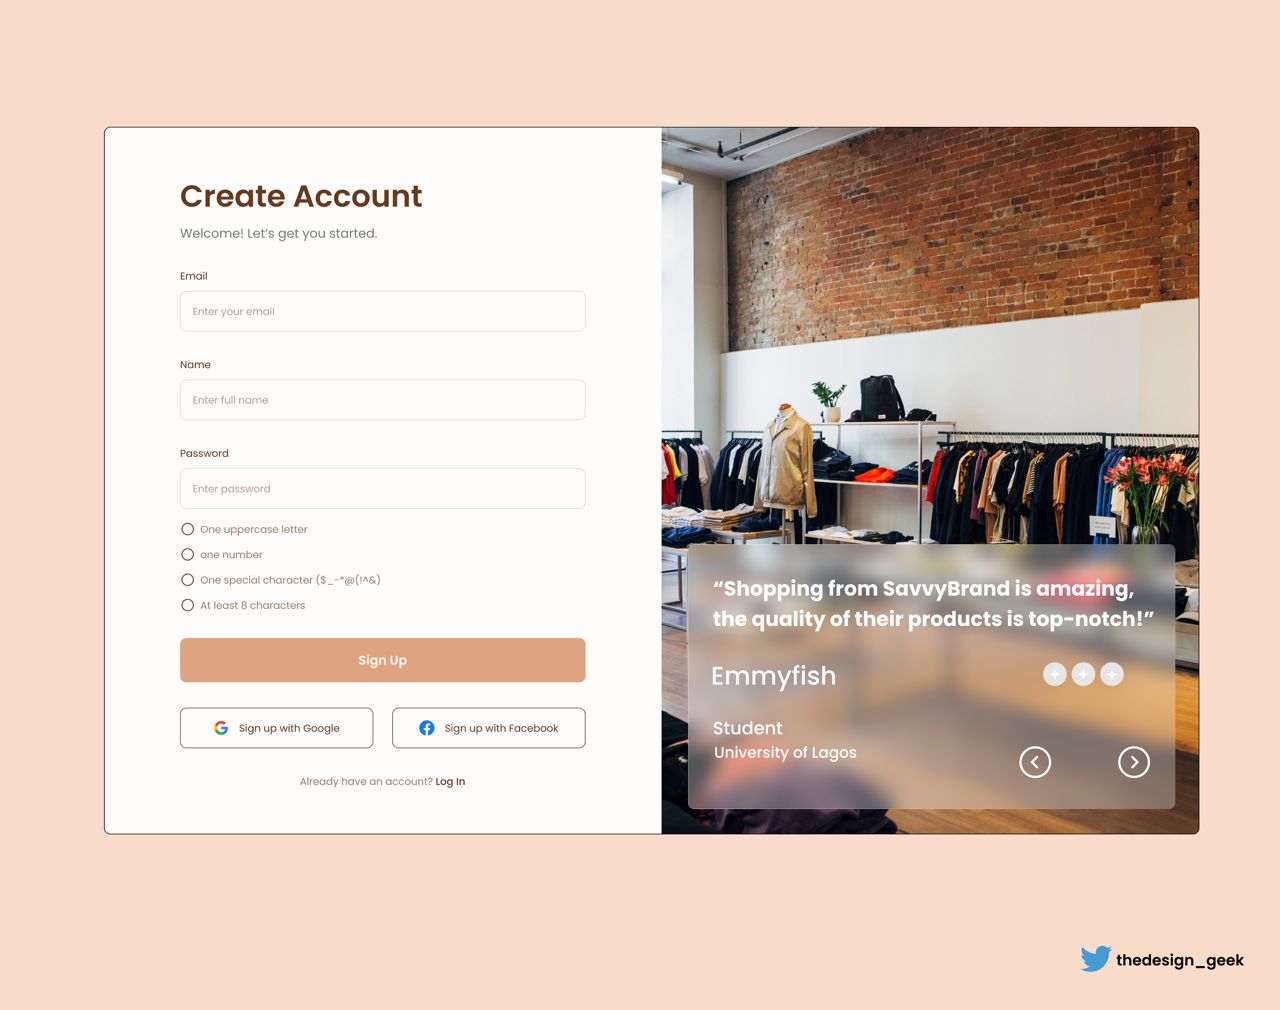 Create Account
Welcome! Let’s get you started.
Email
Enter your email
Name
Enter full name
Password
Enter password
One uppercase letter
one number
One special character ($_-*@(!^&)
At least 8 characters
Sign Up
Sign up with Google
Sign up with Facebook
Already have an account? Log In
“Shopping from SavvyBrand is amazing,
the quality of their products is top-notch!”
Emmyfish
Student
University of Lagos
thedesign_geek